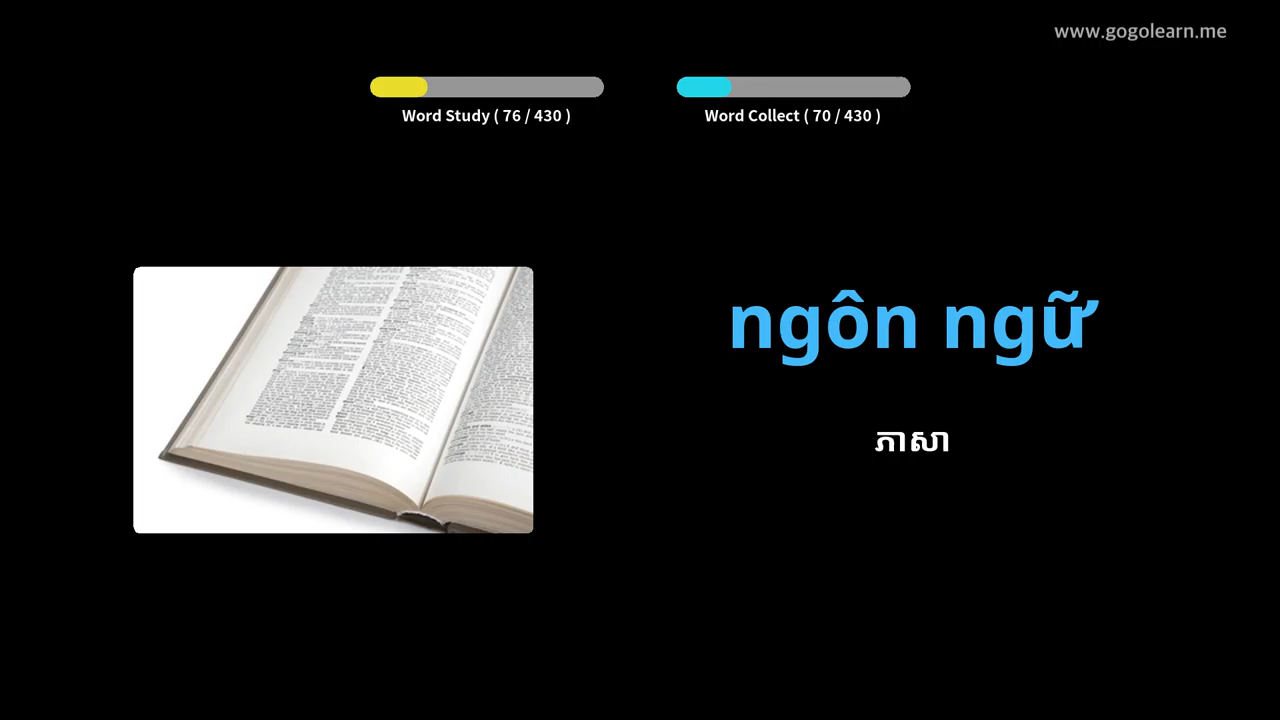 www.gogolearn.me
Word Study ( 76 / 430 )
Word Collect ( 70 / 430 )
ngôn ngữ
ភាសា